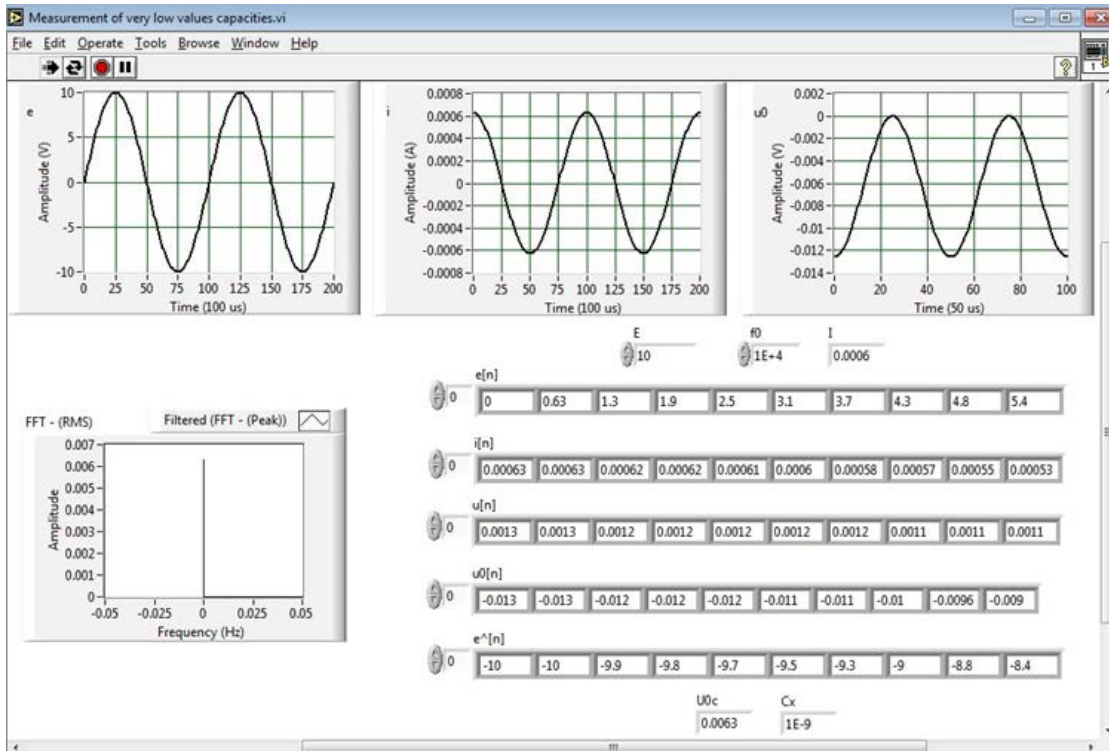 Measurement of very low values capacities.vi
File Edit Operate Tools Browse Window Help
1
e
Amplitude (V)
10
5
0
-5
-10
0 25 50 75 100 125 150 175 200
Time (100 us)
i
Amplitude (A)
0.0008
0.0006
0.0004
0.0002
0
-0.0002
-0.0004
-0.0006
-0.0008
0 25 50 75 100 125 150 175 200
Time (100 us)
u0
Amplitude (V)
0.002
0
-0.002
-0.004
-0.006
-0.008
-0.01
-0.012
-0.014
0 20 40 60 80 100
Time (50 us)
E f0 I
10 1E+4 0.0006
e[n]
0 0 0.63 1.3 1.9 2.5 3.1 3.7 4.3 4.8 5.4
FFT - (RMS) Filtered (FFT - (Peak))
Amplitude
0.007
0.006
0.005
0.004
0.003
0.002
0.001
0
-0.05 -0.025 0 0.025 0.05
Frequency (Hz)
i[n]
0 0.00063 0.00063 0.00062 0.00062 0.00061 0.0006 0.00058 0.00057 0.00055 0.00053
u[n]
0 0.0013 0.0013 0.0012 0.0012 0.0012 0.0012 0.0012 0.0011 0.0011 0.0011
u0[n]
0 -0.013 -0.013 -0.012 -0.012 -0.012 -0.011 -0.011 -0.01 -0.0096 -0.009
e^[n]
0 -10 -10 -9.9 -9.8 -9.7 -9.5 -9.3 -9 -8.8 -8.4
U0c Cx
0.0063 1E-9